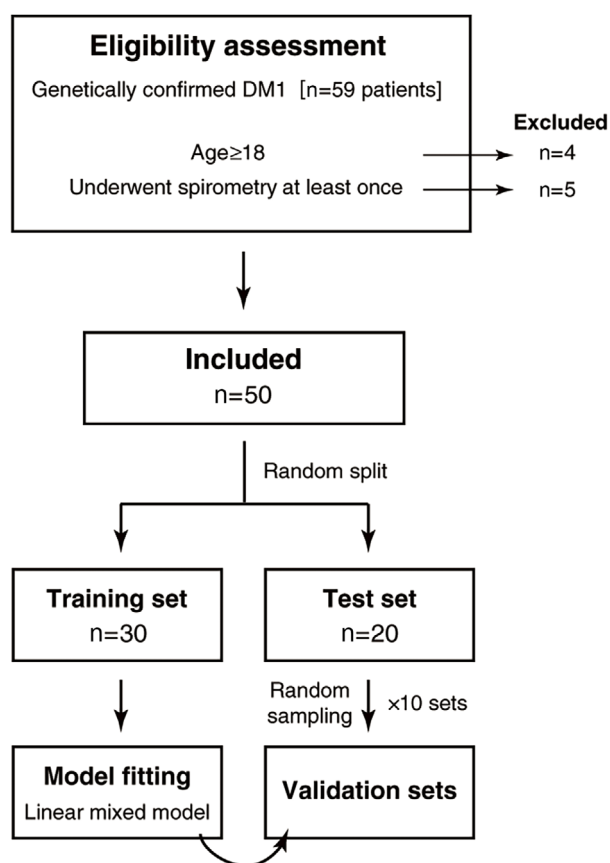 Eligibility assessment
Genetically confirmed DM1 [n=59 patients]
Excluded
Age≥18
n=4
Underwent spirometry at least once
n=5
Included
n=50
Random split
Training set
n=30
Test set
n=20
Random
sampling
×10 sets
Model fitting
Linear mixed model
Validation sets